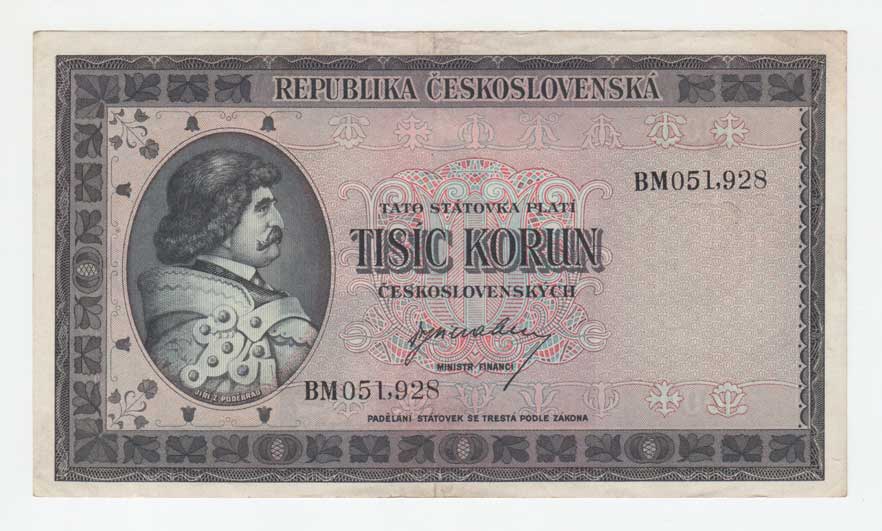 REPUBLIKA ČESKOSLOVENSKÁ
BM051,928
TATO STÁTOVKA PLATÍ
TISÍC KORUN
ČESKOSLOVENSKÝCH
MINISTR FINANCÍ
BM051,928
JIŘÍ Z PODĚBRAD
PADĚLÁNÍ STÁTOVEK SE TRESTÁ PODLE ZÁKONA